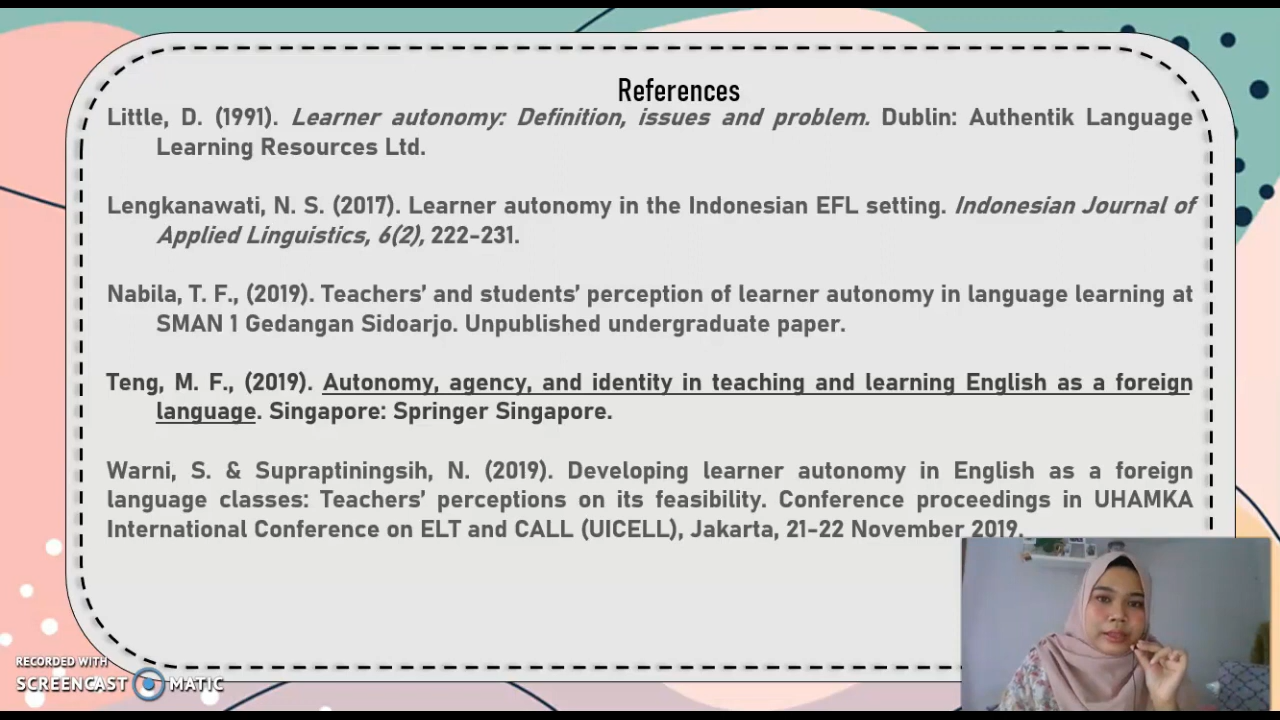 References
Little, D. (1991). Learner autonomy: Definition, issues and problem. Dublin: Authentik Language
Learning Resources Ltd.
Lengkanawati, N. S. (2017). Learner autonomy in the Indonesian EFL setting. Indonesian Journal of
Applied Linguistics, 6(2), 222-231.
Nabila, T. F., (2019). Teachers’ and students’ perception of learner autonomy in language learning at
SMAN 1 Gedangan Sidoarjo. Unpublished undergraduate paper.
Teng, M. F., (2019). Autonomy, agency, and identity in teaching and learning English as a foreign
language. Singapore: Springer Singapore.
Warni, S. & Supraptiningsih, N. (2019). Developing learner autonomy in English as a foreign
language classes: Teachers’ perceptions on its feasibility. Conference proceedings in UHAMKA
International Conference on ELT and CALL (UICELL), Jakarta, 21-22 November 2019.
RECORDED WITH
SCREENCAST MATIC